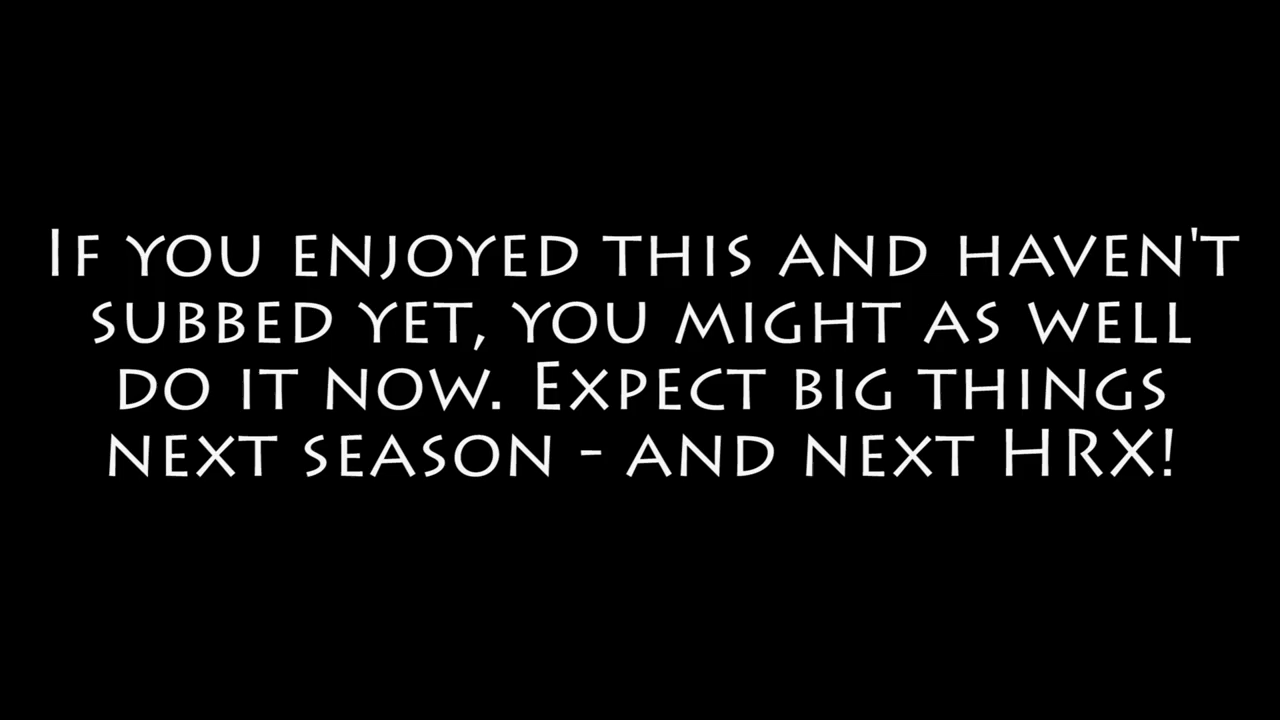 If you enjoyed this and haven't
subbed yet, you might as well
do it now. Expect big things
next season - and next HRX!